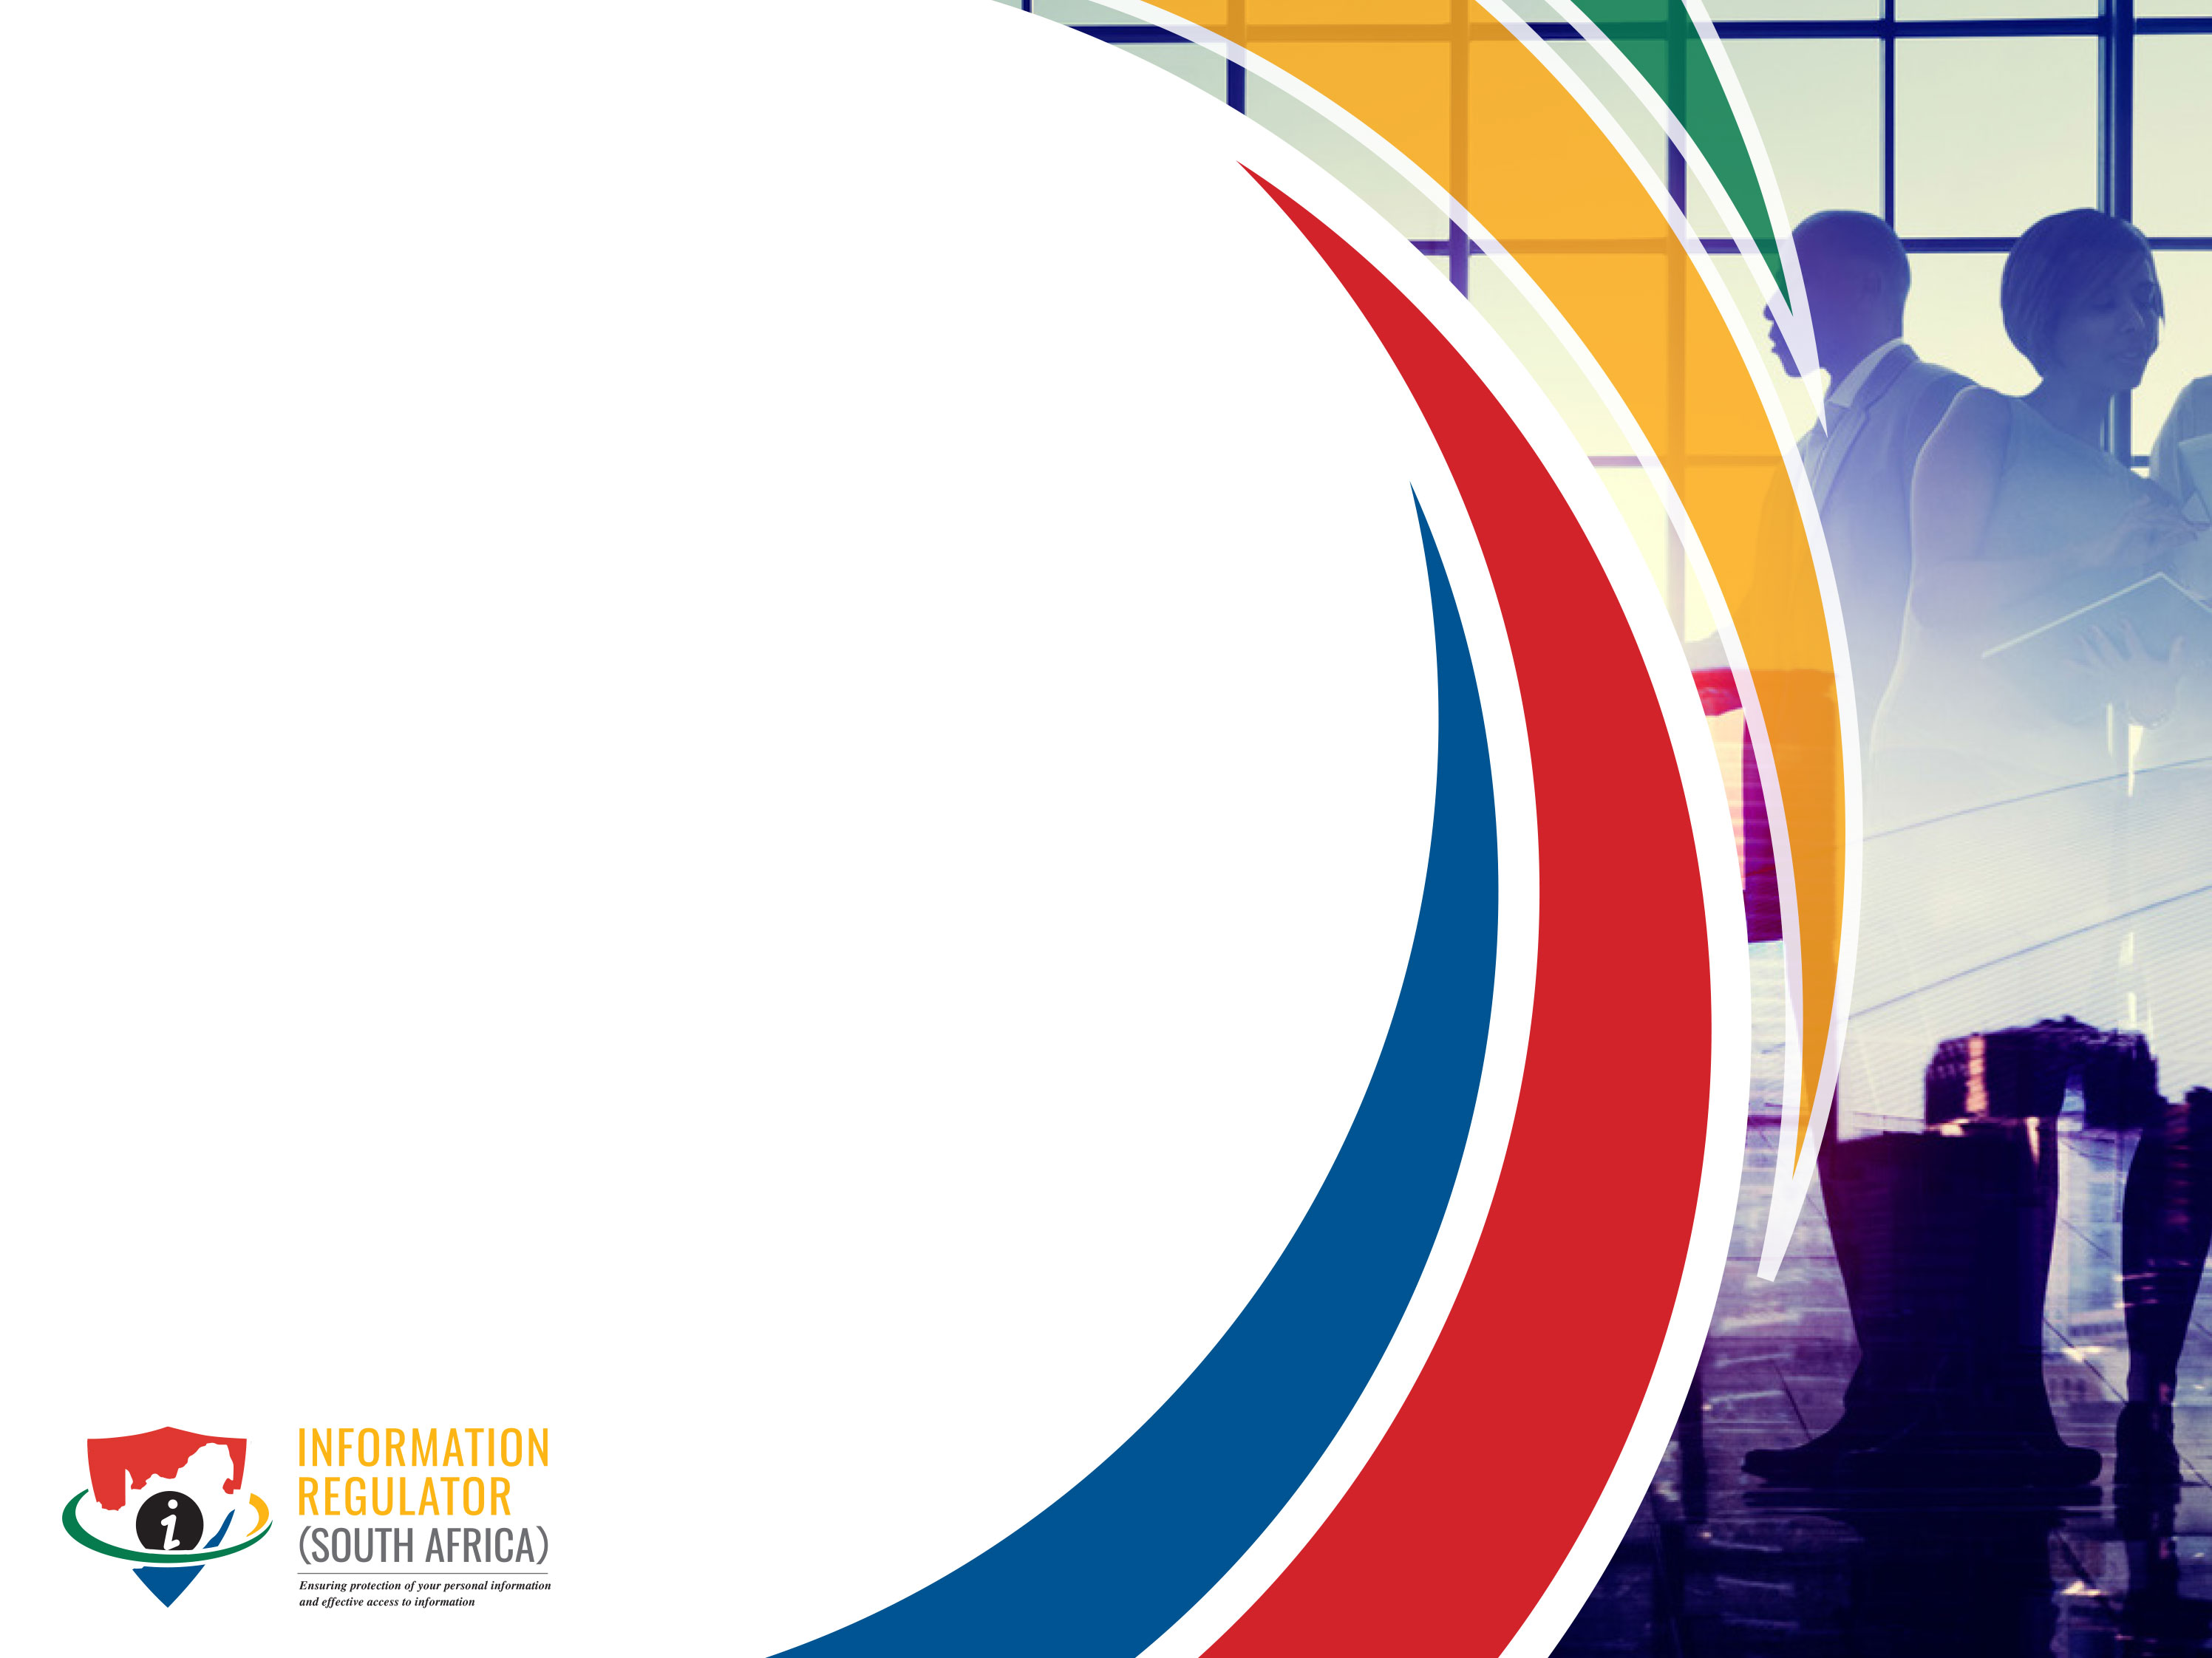 INFORMATION
REGULATOR
(SOUTH AFRICA)
Ensuring protection of your personal information
and effective access to information